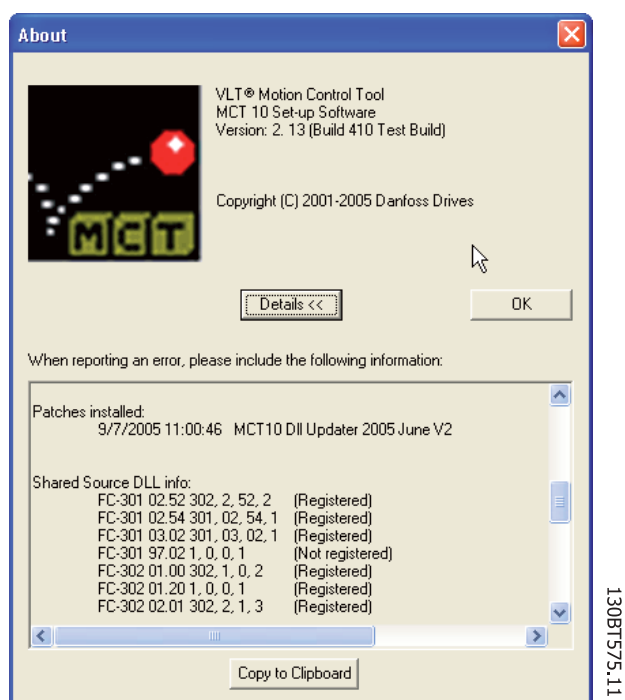 About
VLT® Motion Control Tool
MCT 10 Set-up Software
Version: 2. 13 (Build 410 Test Build)
Copyright (C) 2001-2005 Danfoss Drives
MCT
Details <<
OK
When reporting an error, please include the following information:
Patches installed:
9/7/2005 11:00:46 MCT10 Dll Updater 2005 June V2
Shared Source DLL info:
FC-301 02.52 302, 2, 52, 2 (Registered)
FC-301 02.54 301, 02, 54, 1 (Registered)
FC-301 03.02 301, 03, 02, 1 (Registered)
FC-301 97.02 1, 0, 0, 1 (Not registered)
FC-302 01.00 302, 1, 0, 2 (Registered)
FC-302 01.20 1, 0, 0, 1 (Registered)
FC-302 02.01 302, 2, 1, 3 (Registered)
Copy to Clipboard
130BT575.11